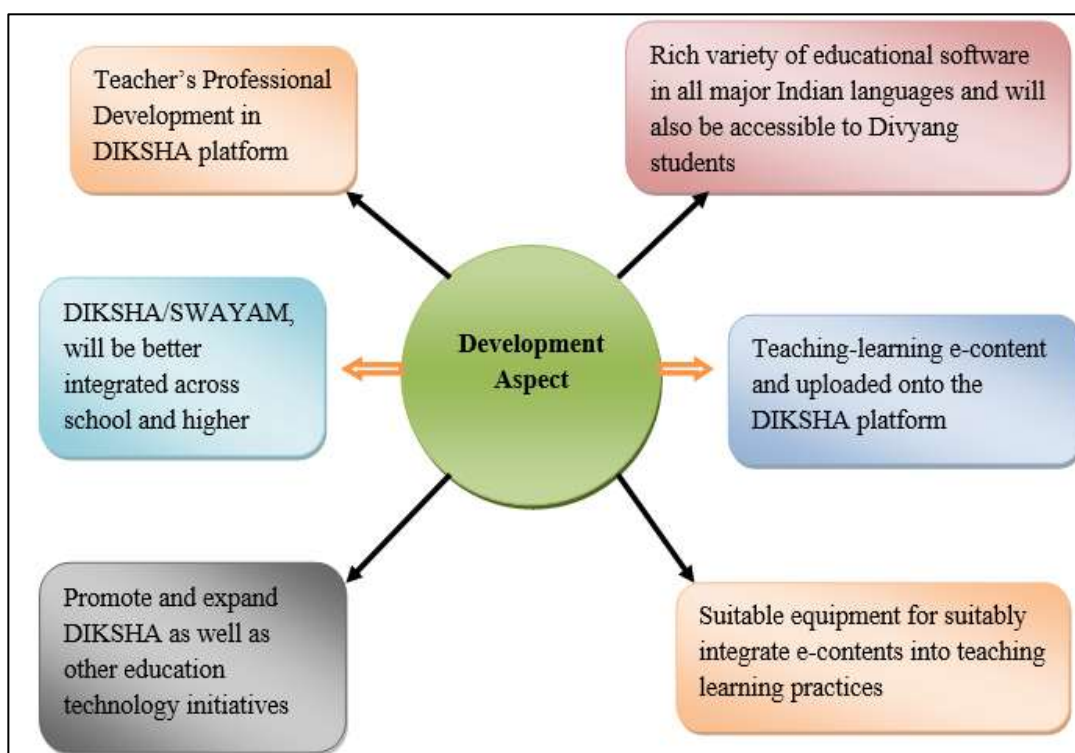 Teacher’s Professional
Development in
DIKSHA platform
Rich variety of educational software
in all major Indian languages and will
also be accessible to Divyang
students
DIKSHA/SWAYAM,
will be better
integrated across
school and higher
Development
Aspect
Teaching-learning e-content
and uploaded onto the
DIKSHA platform
Promote and expand
DIKSHA as well as
other education
technology initiatives
Suitable equipment for suitably
integrate e-contents into teaching
learning practices